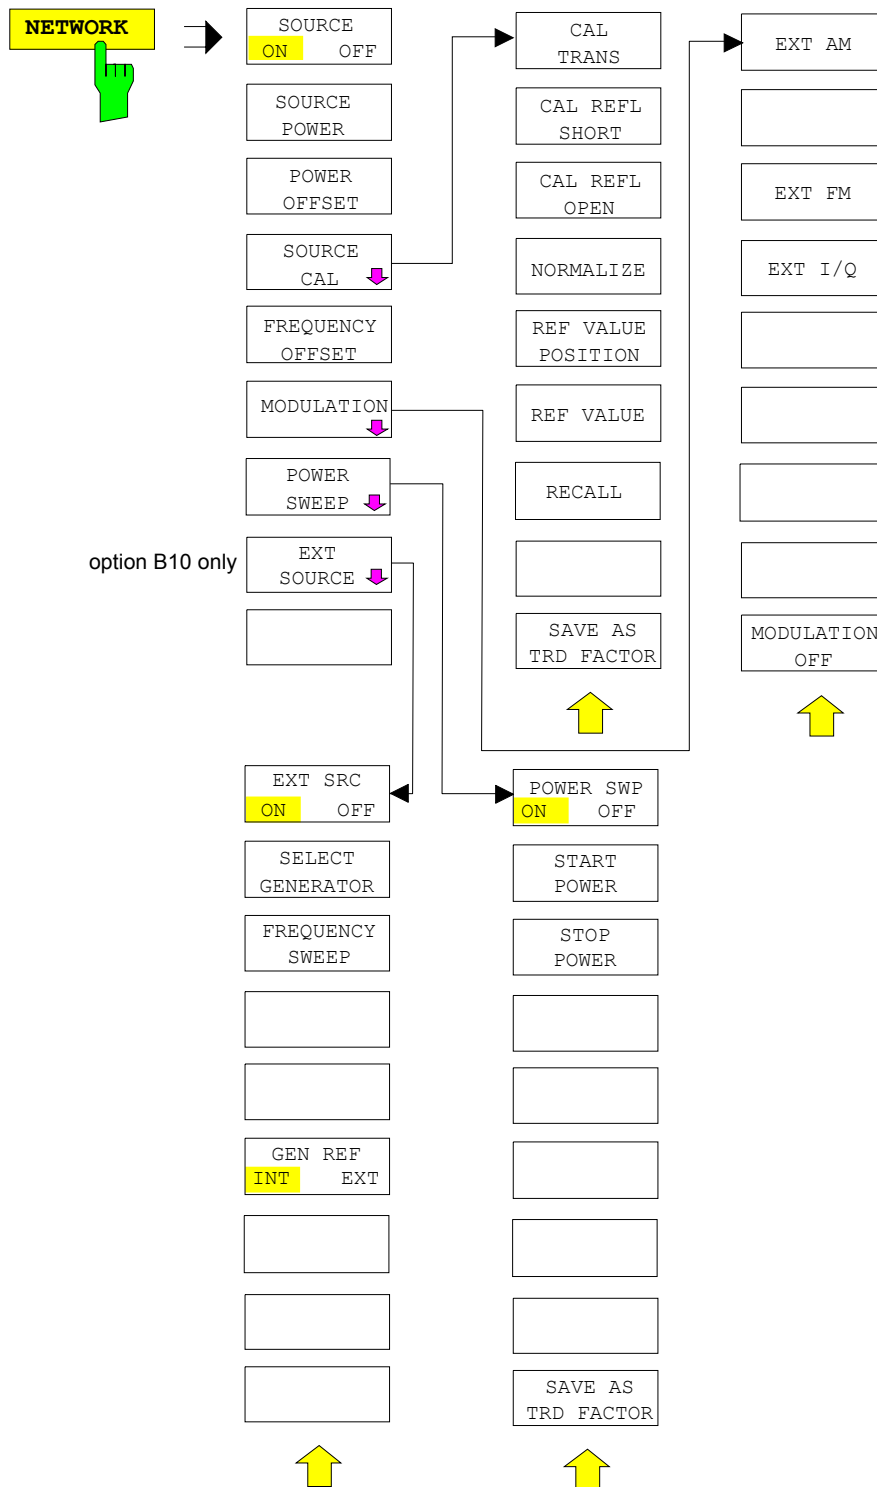 NETWORK
SOURCE
ON OFF
SOURCE
POWER
POWER
OFFSET
SOURCE
CAL
FREQUENCY
OFFSET
MODULATION
POWER
SWEEP
option B10 only
EXT
SOURCE
CAL
TRANS
CAL REFL
SHORT
CAL REFL
OPEN
NORMALIZE
REF VALUE
POSITION
REF VALUE
RECALL
SAVE AS
TRD FACTOR
EXT AM
EXT FM
EXT I/Q
MODULATION
OFF
EXT SRC
ON OFF
SELECT
GENERATOR
FREQUENCY
SWEEP
GEN REF
INT EXT
POWER SWP
ON OFF
START
POWER
STOP
POWER
SAVE AS
TRD FACTOR